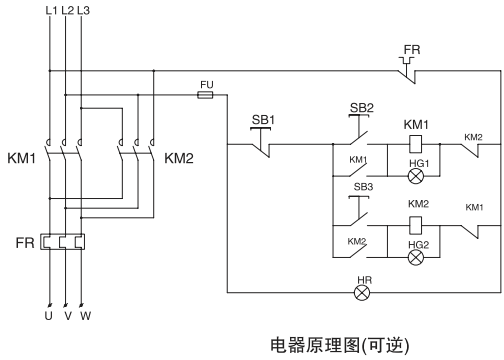 L1 L2 L3
FR
FU
SB1
SB2
KM1
KM2
KM1
KM2
KM1
HG1
SB3
KM2
KM1
FR
KM2
HG2
HR
U V W
电器原理图(可逆)